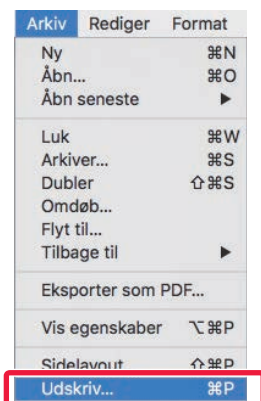 Arkiv Rediger Format
Ny ⌘N
Åbn... ⌘O
Åbn seneste ▶
Luk ⌘W
Arkiver... ⌘S
Dubler ⇧⌘S
Omdøb...
Flyt til...
Tilbage til ▶
Eksporter som PDF...
Vis egenskaber ⌥⌘P
Sidelayout ⇧⌘P
Udskriv... ⌘P